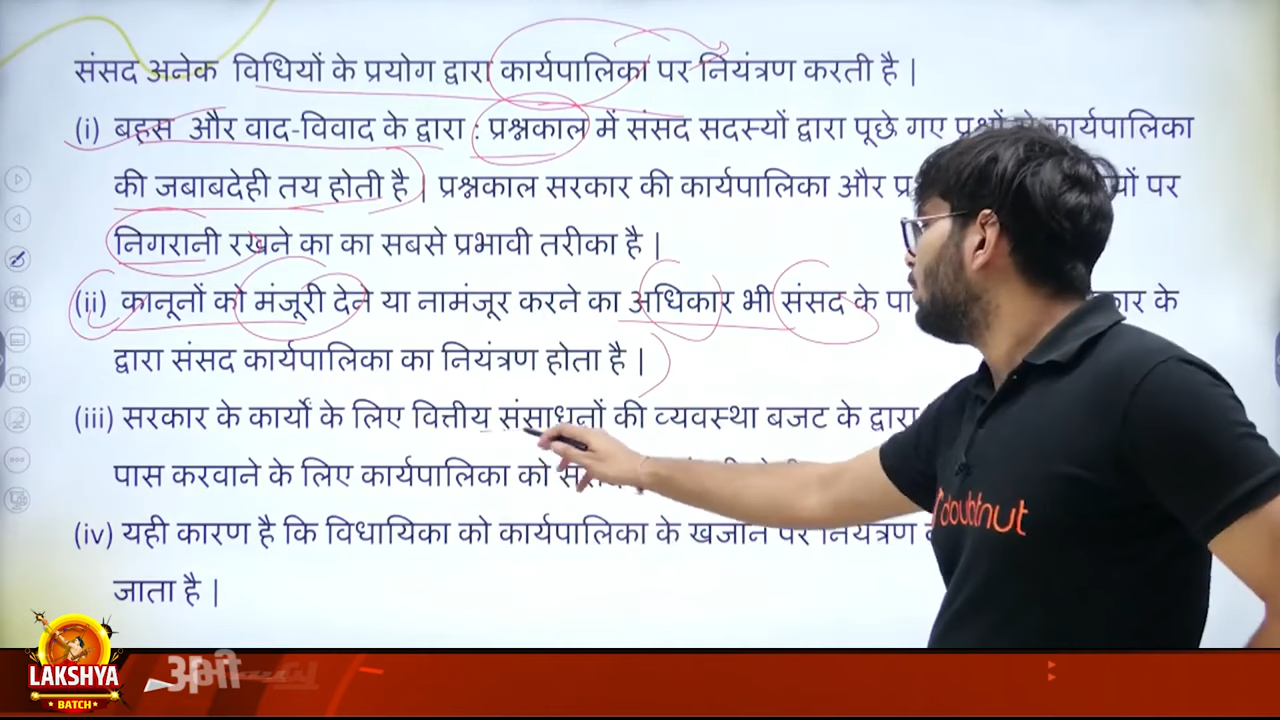 संसद अनेक विधियों के प्रयोग द्वारा कार्यपालिका पर नियंत्रण करती है |
(i) बहस और वाद-विवाद के द्वारा : प्रश्नकाल में संसद सदस्यों द्वारा पूछे गए कार्यपालिका
की जबाबदेही तय होती है | प्रश्नकाल सरकार की कार्यपालिका और पर
निगरानी रखने का का सबसे प्रभावी तरीका है |
(ii) कानूनों को मंजूरी देने या नामंजूर करने का अधिकार भी संसद के के
द्वारा संसद कार्यपालिका का नियंत्रण होता है |
(iii) सरकार के कार्यों के लिए वित्तीय संसाधनों की व्यवस्था बजट के द्वारा
पास करवाने के लिए कार्यपालिका को
(iv) यही कारण है कि विधायिका को कार्यपालिका के खजाने पर नियंत्रण
जाता है |
doubtnut
LAKSHYA
BATCH
अभी